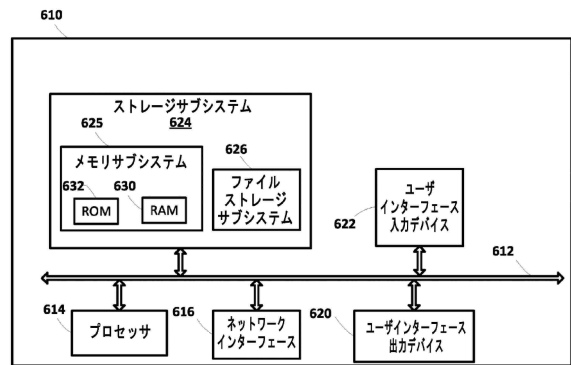 610
ストレージサブシステム
624
625
メモリサブシステム
632
ROM
630
RAM
626
ファイル
ストレージ
サブシステム
ユーザ
インターフェース
入力デバイス
622
612
614
プロセッサ
616
ネットワーク
インターフェース
620
ユーザインターフェース
出力デバイス